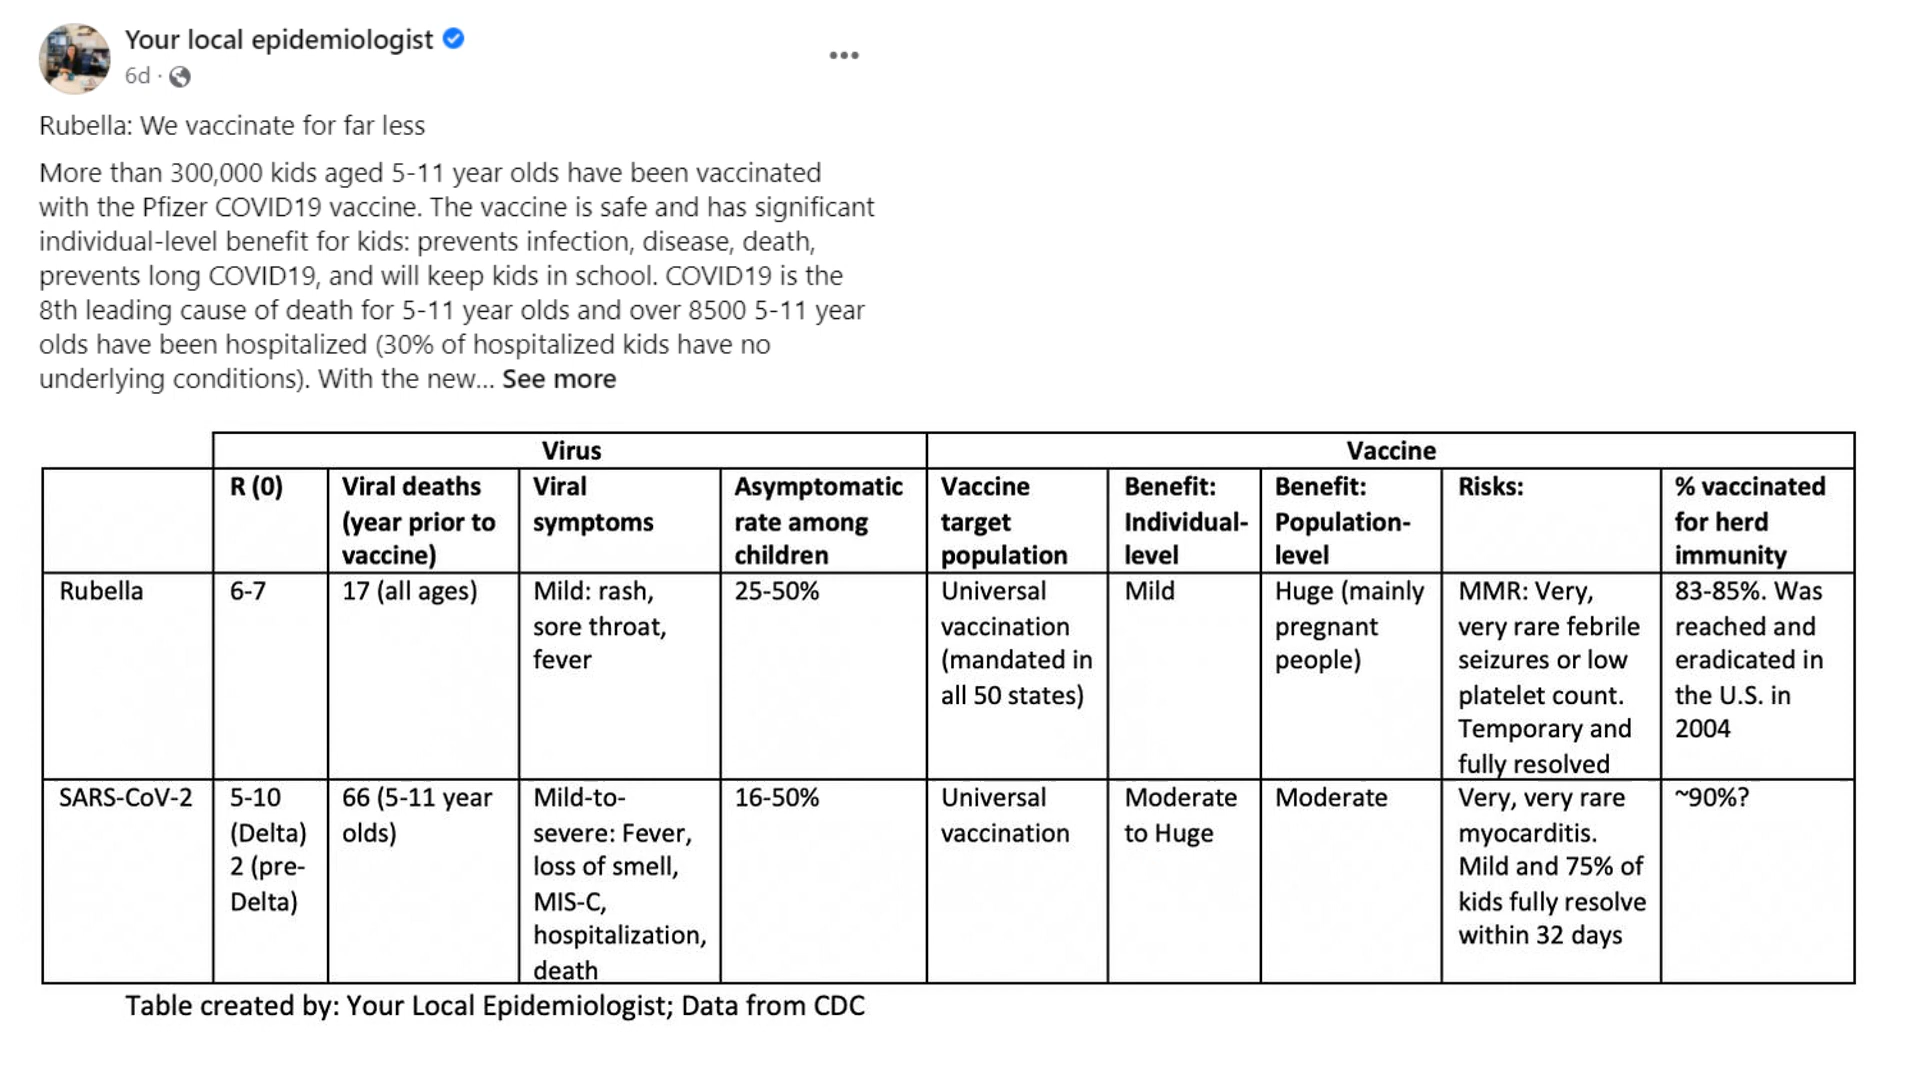 Your local epidemiologist
6d ·
Rubella: We vaccinate for far less
More than 300,000 kids aged 5-11 year olds have been vaccinated
with the Pfizer COVID19 vaccine. The vaccine is safe and has significant
individual-level benefit for kids: prevents infection, disease, death,
prevents long COVID19, and will keep kids in school. COVID19 is the
8th leading cause of death for 5-11 year olds and over 8500 5-11 year
olds have been hospitalized (30% of hospitalized kids have no
underlying conditions). With the new... See more
Virus
Vaccine
R (0)
Viral deaths
(year prior to
vaccine)
Viral
symptoms
Asymptomatic
rate among
children
Vaccine
target
population
Benefit:
Individual-
level
Benefit:
Population-
level
Risks:
% vaccinated
for herd
immunity
Rubella
6-7
17 (all ages)
Mild: rash,
sore throat,
fever
25-50%
Universal
vaccination
(mandated in
all 50 states)
Mild
Huge (mainly
pregnant
people)
MMR: Very,
very rare febrile
seizures or low
platelet count.
Temporary and
fully resolved
83-85%. Was
reached and
eradicated in
the U.S. in
2004
SARS-CoV-2
5-10
(Delta)
2 (pre-
Delta)
66 (5-11 year
olds)
Mild-to-
severe: Fever,
loss of smell,
MIS-C,
hospitalization,
death
16-50%
Universal
vaccination
Moderate
to Huge
Moderate
Very, very rare
myocarditis.
Mild and 75% of
kids fully resolve
within 32 days
~90%?
Table created by: Your Local Epidemiologist; Data from CDC